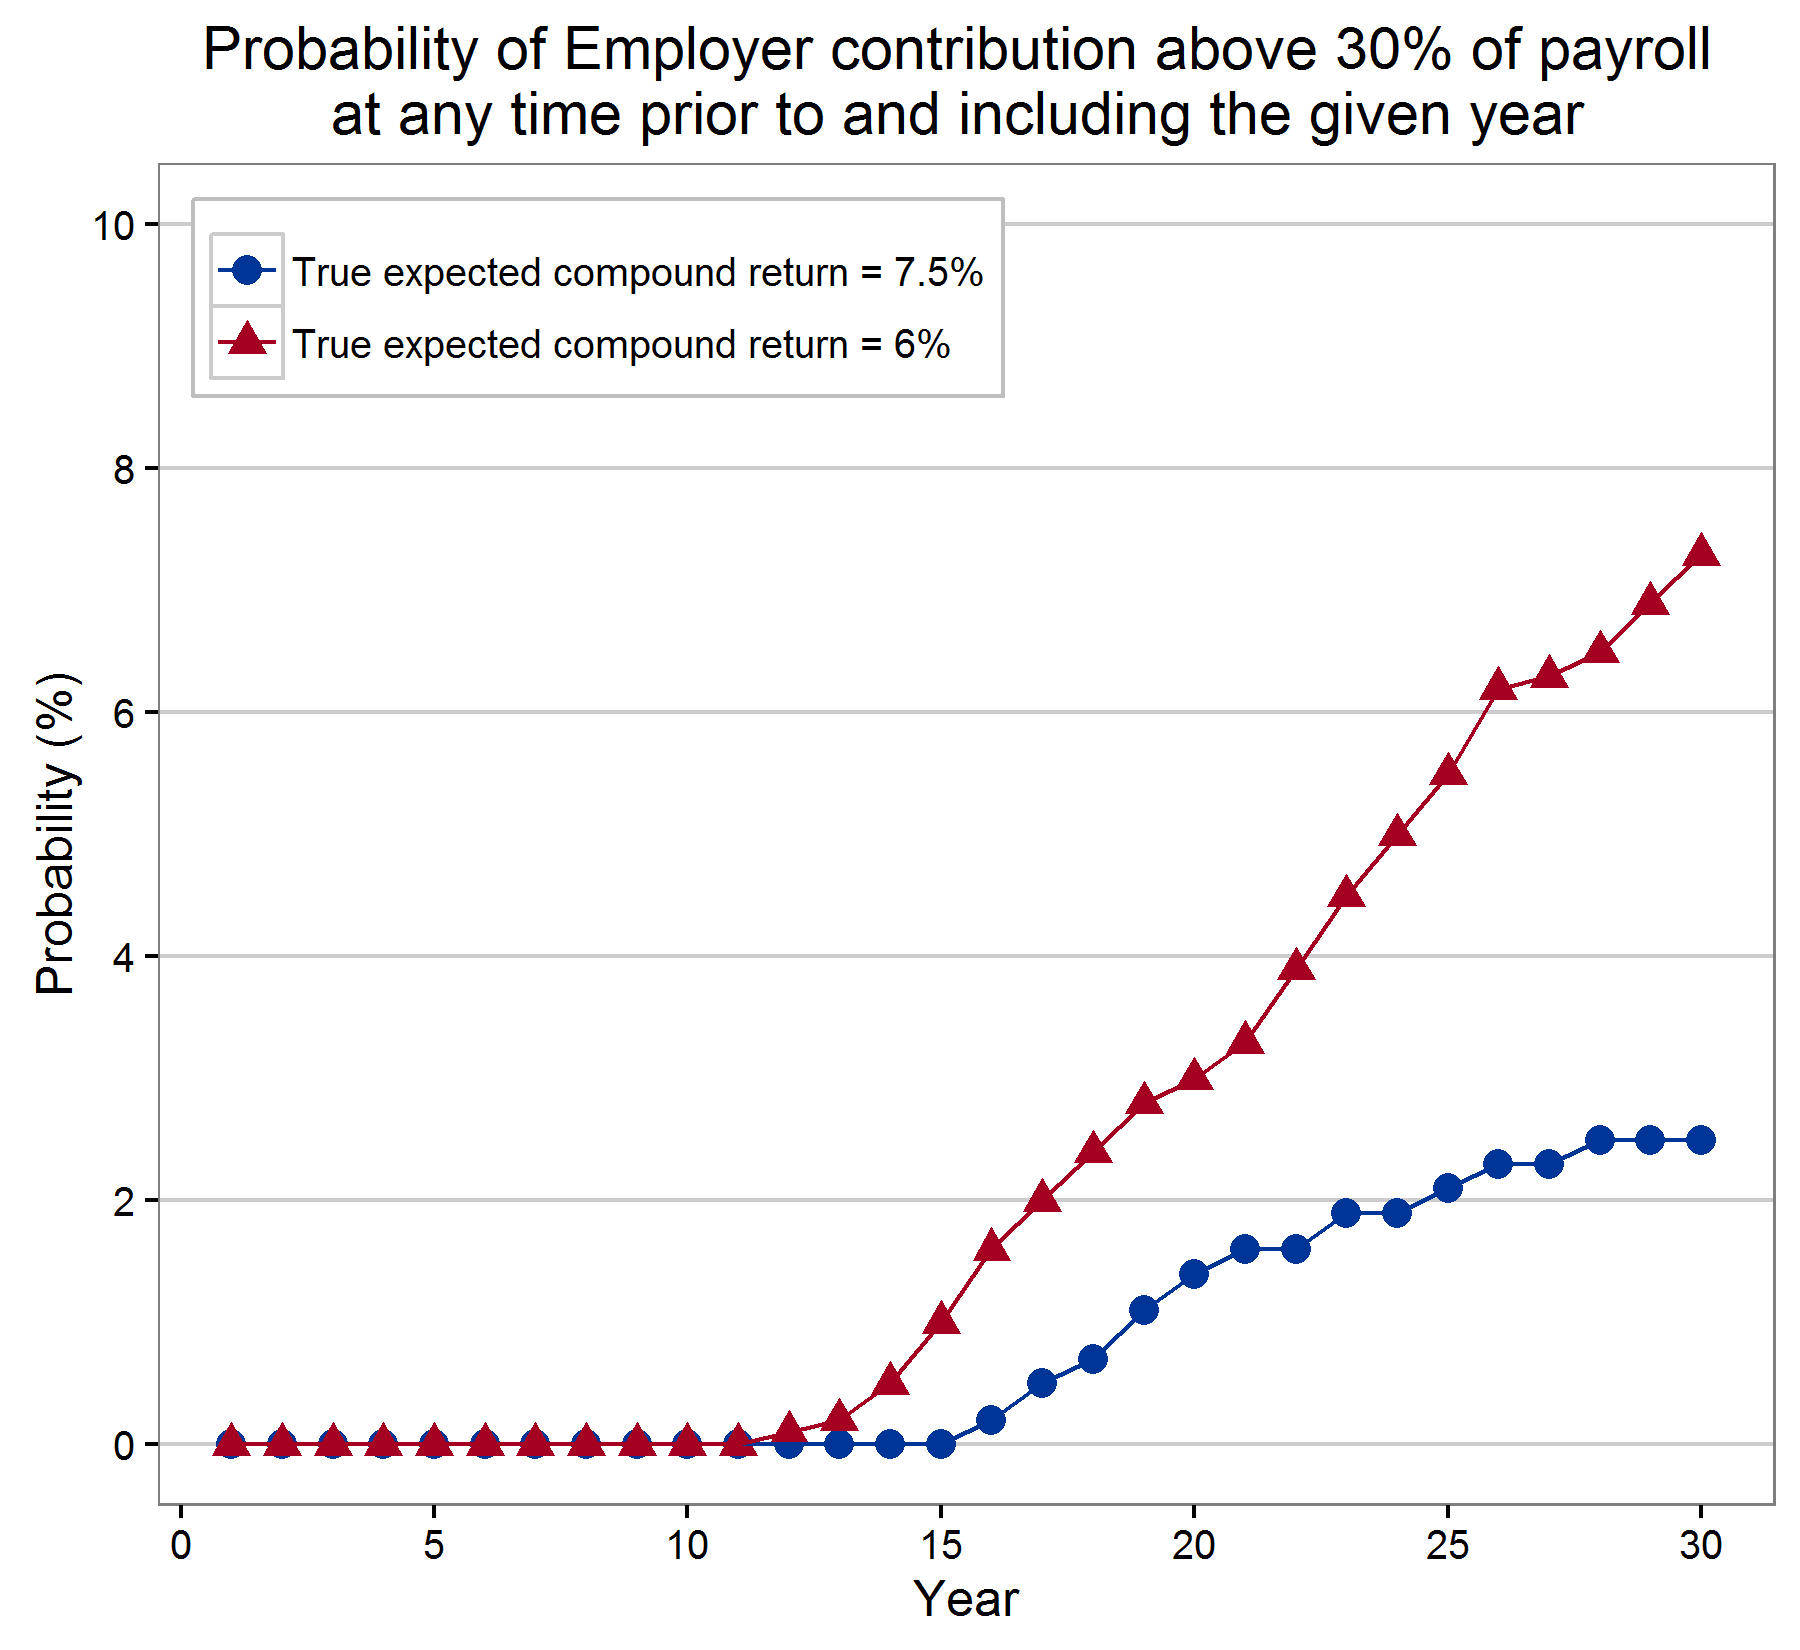 Probability of Employer contribution above 30% of payroll
at any time prior to and including the given year
True expected compound return = 7.5%
True expected compound return = 6%
Probability (%)
10
8
6
4
2
0
0 5 10 15 20 25 30
Year